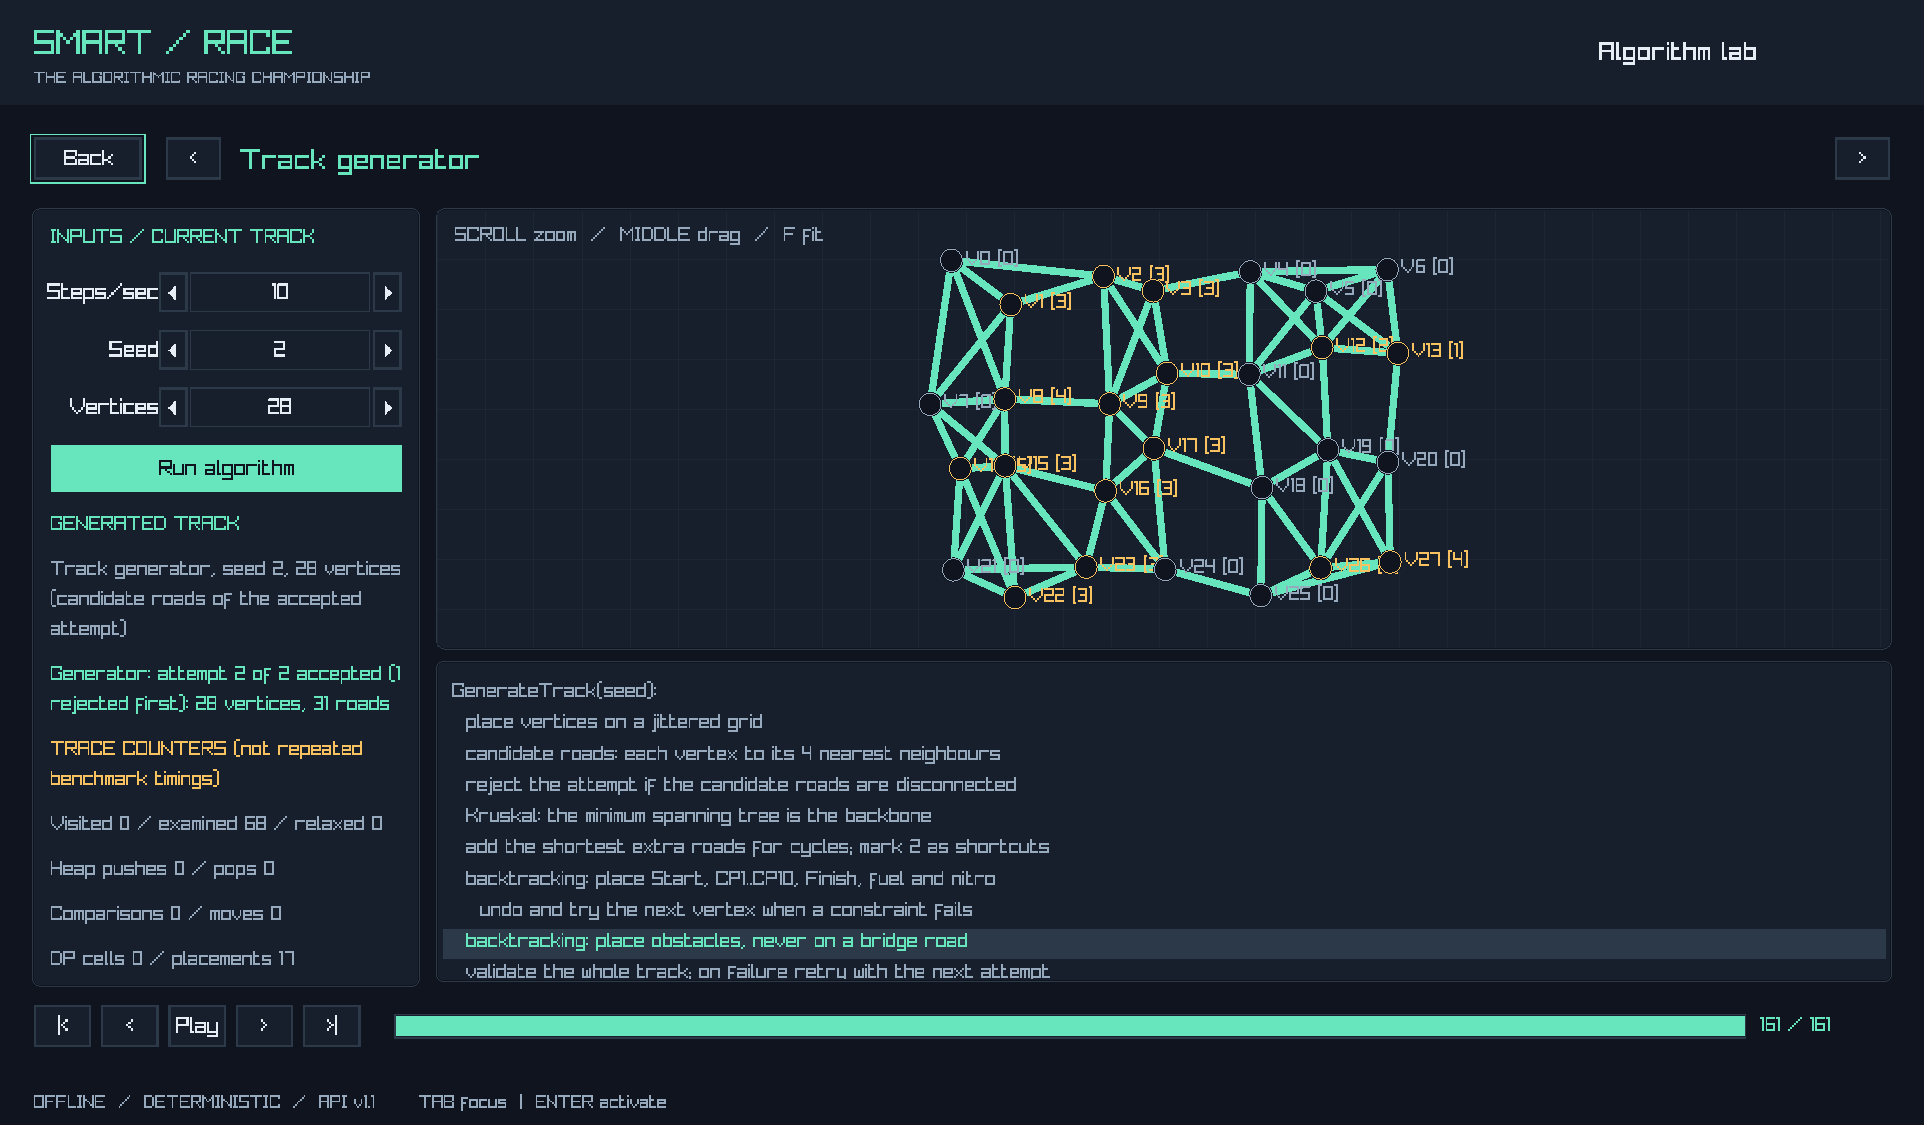 SMART / RACE
THE ALGORITHMIC RACING CHAMPIONSHIP
Algorithm lab
Back
<
Track generator
>
INPUTS / CURRENT TRACK
Steps/sec 10
Seed 2
Vertices 28
Run algorithm
GENERATED TRACK
Track generator, seed 2, 28 vertices
(candidate roads of the accepted
attempt)
Generator: attempt 2 of 2 accepted (1
rejected first): 28 vertices, 31 roads
TRACE COUNTERS (not repeated
benchmark timings)
Visited 0 / examined 68 / relaxed 0
Heap pushes 0 / pops 0
Comparisons 0 / moves 0
DP cells 0 / placements 17
SCROLL zoom / MIDDLE drag / F fit
V0 [0]
V1 [3]
V2 [3]
V3 [3]
V4 [0]
V5 [0]
V6 [0]
V7 [0]
V8 [4]
V9 [3]
V10 [3]
V11 [0]
V12
V13 [1]
V15 [3]
V16 [3]
V17 [3]
V18 [0]
V19
V20 [0]
V21 [0]
V22 [3]
V23
V24 [0]
V25 [0]
V26
V27 [4]
GenerateTrack(seed):
place vertices on a jittered grid
candidate roads: each vertex to its 4 nearest neighbours
reject the attempt if the candidate roads are disconnected
Kruskal: the minimum spanning tree is the backbone
add the shortest extra roads for cycles; mark 2 as shortcuts
backtracking: place Start, CP1..CP10, Finish, fuel and nitro
undo and try the next vertex when a constraint fails
backtracking: place obstacles, never on a bridge road
validate the whole track; on failure retry with the next attempt
|<
<
Play
>
>|
161 / 161
OFFLINE / DETERMINISTIC / API v1.1
TAB focus | ENTER activate